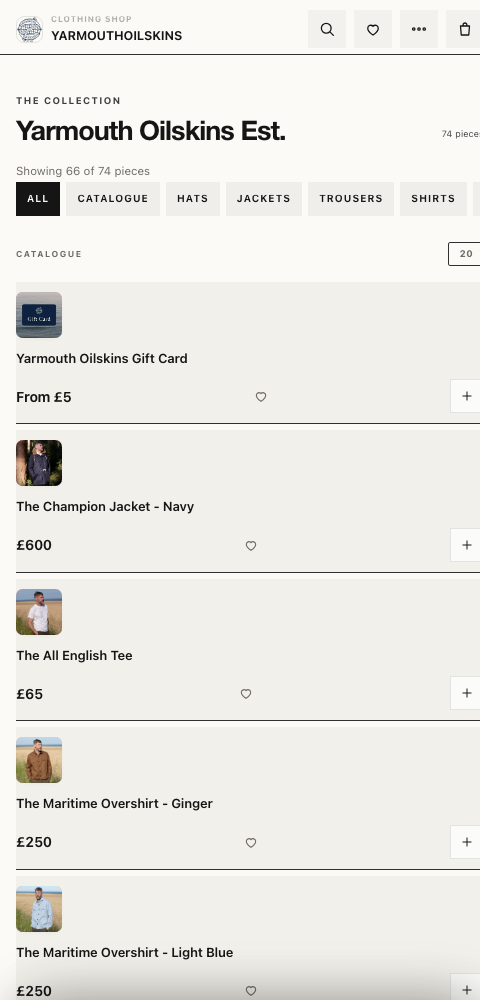 CLOTHING SHOP
YARMOUTHOILSKINS
THE COLLECTION
Yarmouth Oilskins Est.
74 pieces
Showing 66 of 74 pieces
ALL
CATALOGUE
HATS
JACKETS
TROUSERS
SHIRTS
CATALOGUE
20
Gift Card
Yarmouth Oilskins Gift Card
From £5
The Champion Jacket - Navy
£600
The All English Tee
£65
The Maritime Overshirt - Ginger
£250
The Maritime Overshirt - Light Blue
£250